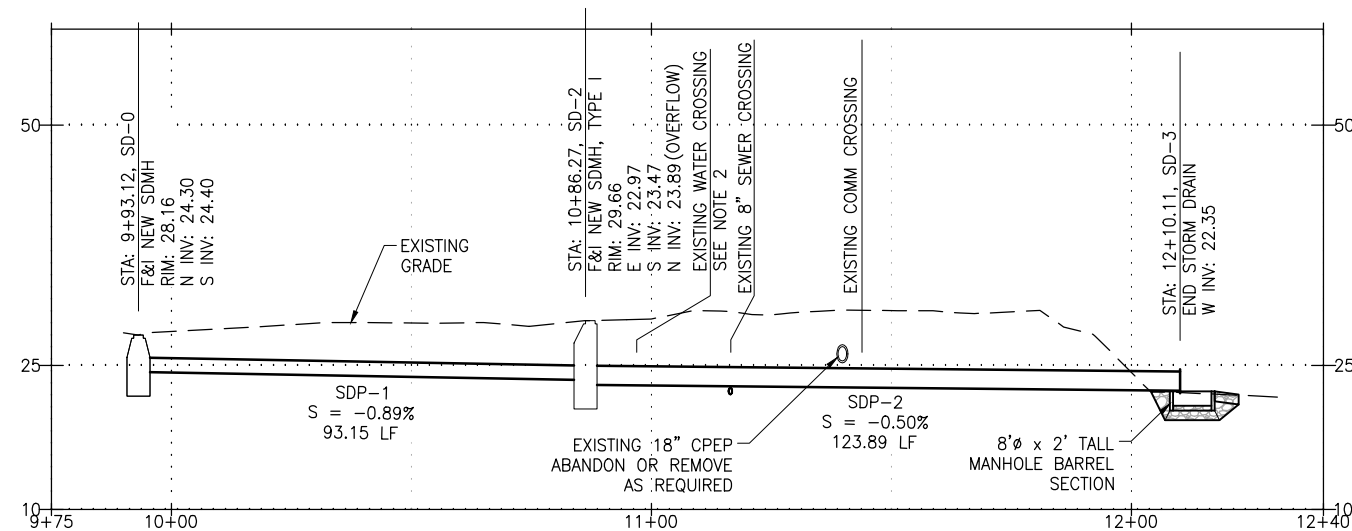 STA: 9+93.12, SD-0
F&I NEW SDMH
RIM: 28.16
N INV: 24.30
S INV: 24.40
STA: 10+86.27, SD-2
F&I NEW SDMH, TYPE I
RIM: 29.66
E INV: 22.97
S INV: 23.47
N INV: 23.89(OVERFLOW)
EXISTING WATER CROSSING
SEE NOTE 2
EXISTING 8" SEWER CROSSING
EXISTING COMM CROSSING
STA: 12+10.11, SD-3
END STORM DRAIN
W INV: 22.35
50
50
EXISTING
GRADE
25
25
SDP-1
S = -0.89%
93.15 LF
SDP-2
S = -0.50%
123.89 LF
EXISTING 18" CPEP
ABANDON OR REMOVE
AS REQUIRED
8'ø x 2' TALL
MANHOLE BARREL
SECTION
10
10
9+75
10+00
11+00
12+00
12+40